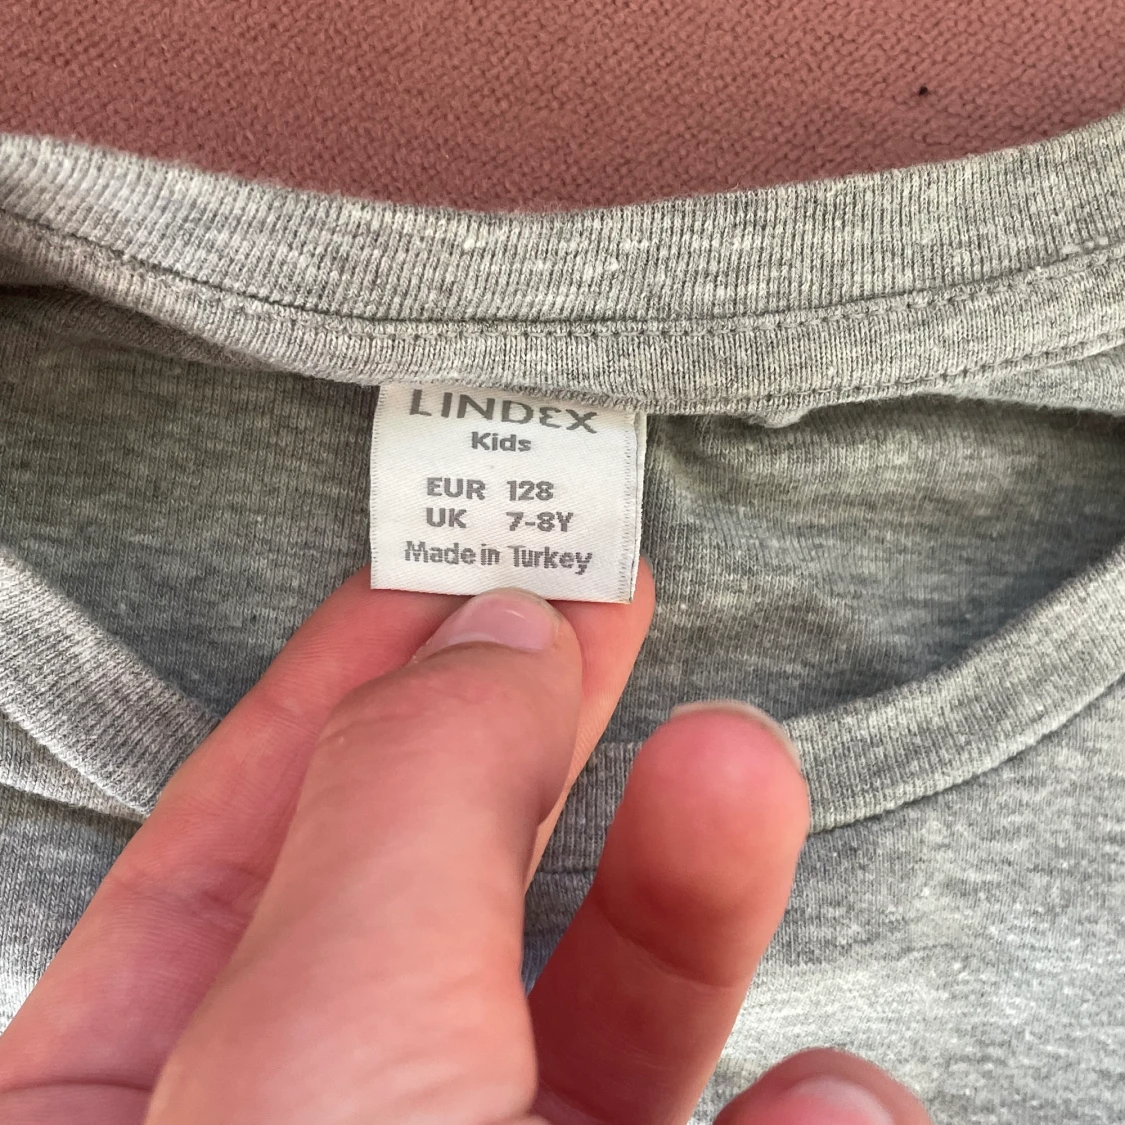 LINDEX
Kids
EUR 128
UK 7-8Y
Made in Turkey